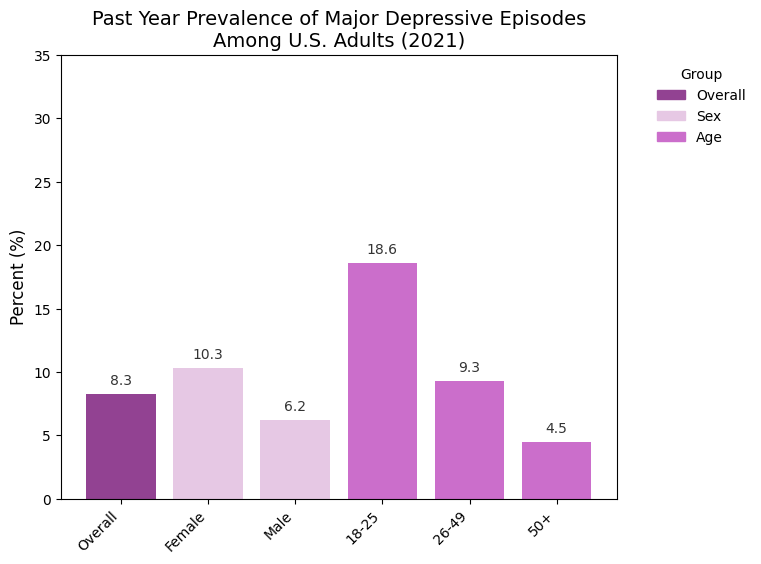 Past Year Prevalence of Major Depressive Episodes
Among U.S. Adults (2021)
Percent (%)
35
30
25
20
15
10
5
0
8.3
10.3
6.2
18.6
9.3
4.5
Overall
Female
Male
18-25
26-49
50+
Group
Overall
Sex
Age